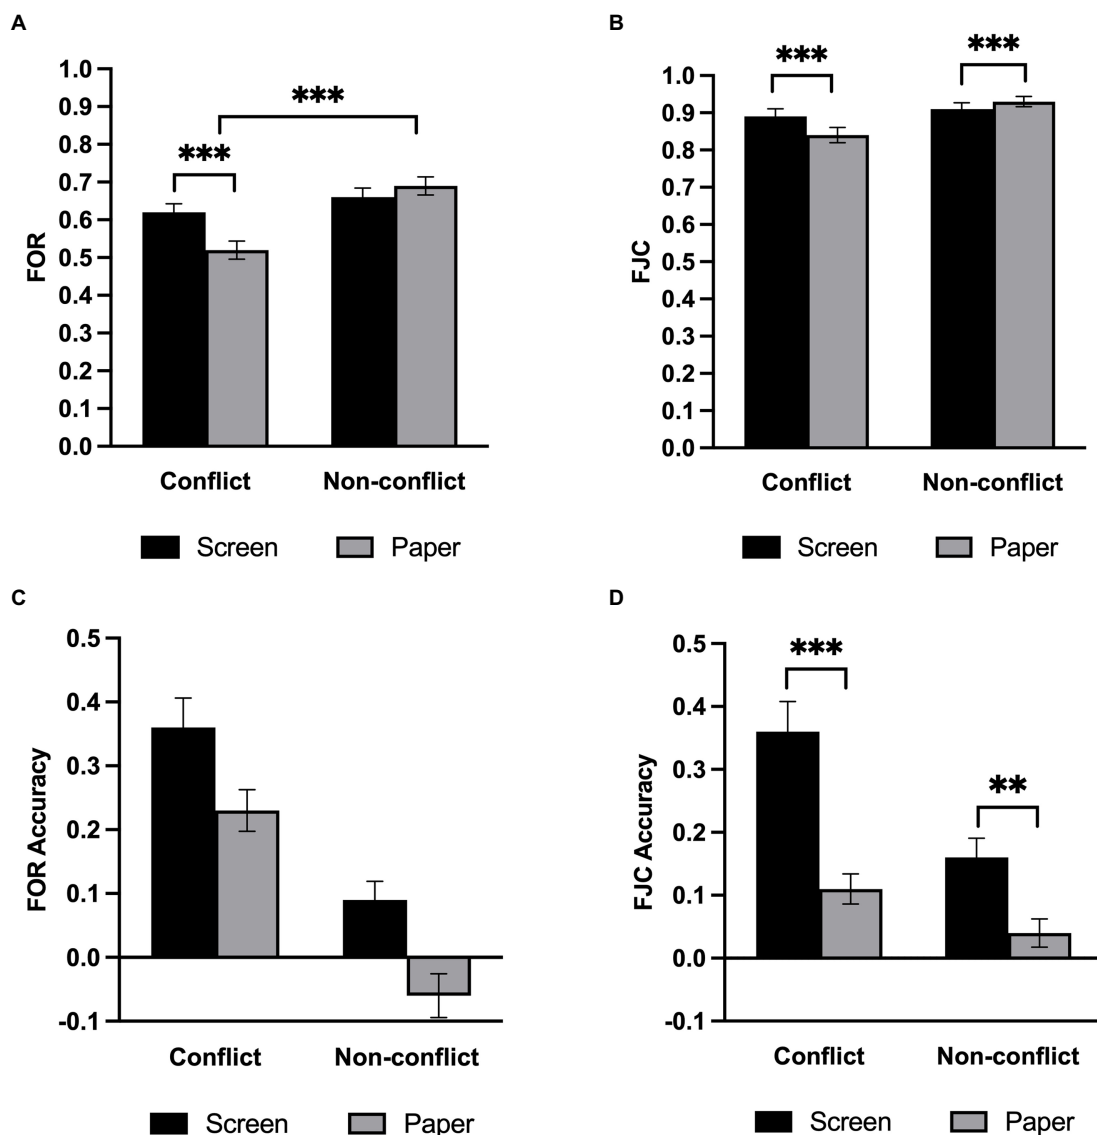 A
FOR
1.0
0.9
0.8
0.7
0.6
0.5
0.4
0.3
0.2
0.1
0.0
***
***
Conflict Non-conflict
Screen Paper
B
FJC
1.0
0.9
0.8
0.7
0.6
0.5
0.4
0.3
0.2
0.1
0.0
***
***
Conflict Non-conflict
Screen Paper
C
FOR Accuracy
0.5
0.4
0.3
0.2
0.1
0.0
-0.1
Conflict Non-conflict
Screen Paper
D
FJC Accuracy
0.5
0.4
0.3
0.2
0.1
0.0
-0.1
***
**
Conflict Non-conflict
Screen Paper